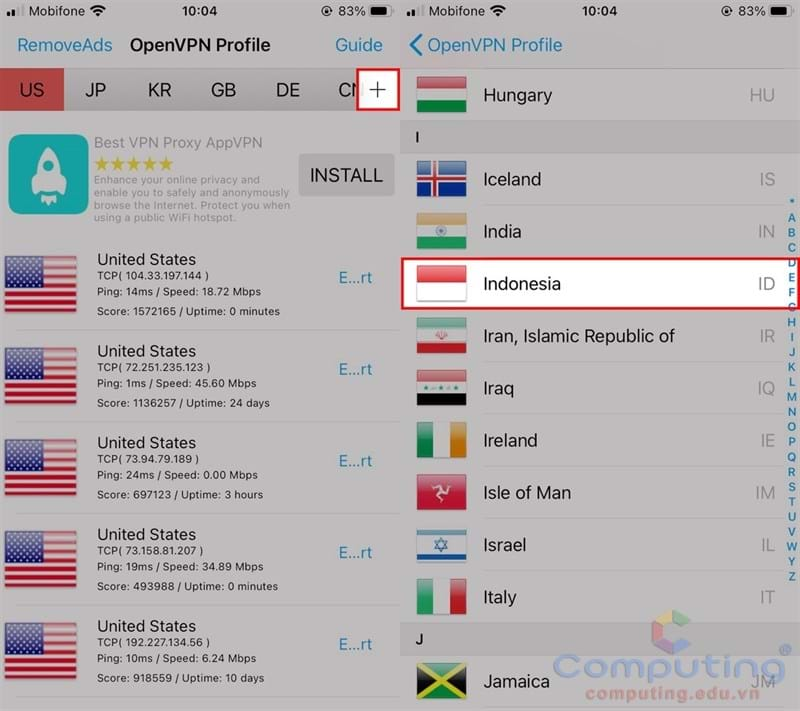 Mobifone 10:04 83%
RemoveAds OpenVPN Profile Guide
US JP KR GB DE CN +
Best VPN Proxy AppVPN
Enhance your online privacy and
enable you to safely and anonymously
browse the Internet. Protect you when
using a public WiFi hotspot.
INSTALL
United States
TCP( 104.33.197.144 )
Ping: 14ms / Speed: 18.72 Mbps
Score: 1572165 / Uptime: 0 minutes
E...rt
United States
TCP( 72.251.235.123 )
Ping: 1ms / Speed: 45.60 Mbps
Score: 1136257 / Uptime: 24 days
E...rt
United States
TCP( 73.94.79.189 )
Ping: 24ms / Speed: 0.00 Mbps
Score: 697123 / Uptime: 3 hours
E...rt
United States
TCP( 73.158.81.207 )
Ping: 19ms / Speed: 34.89 Mbps
Score: 493988 / Uptime: 0 minutes
E...rt
United States
TCP( 192.227.134.56 )
Ping: 10ms / Speed: 6.24 Mbps
Score: 918559 / Uptime: 10 days
E...rt
Mobifone 10:04 83%
OpenVPN Profile
Hungary HU
I
Iceland IS
India IN
Indonesia ID
Iran, Islamic Republic of IR
Iraq IQ
Ireland IE
Isle of Man IM
Israel IL
Italy IT
J
Jamaica JM
*
A
B
C
D
E
F
G
H
I
J
K
L
M
N
O
P
Q
R
S
T
U
V
W
Y
Z
Computing®
computing.edu.vn